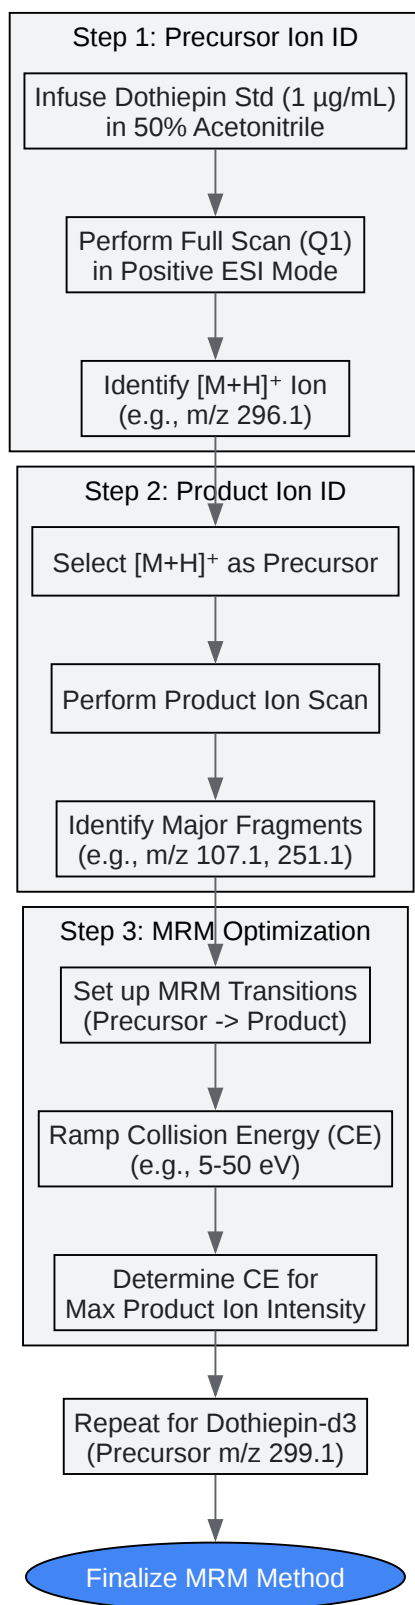 Step 1: Precursor Ion ID
Infuse Dothiepin Std (1 µg/mL)
in 50% Acetonitrile
Perform Full Scan (Q1)
in Positive ESI Mode
Identify [M+H]⁺ Ion
(e.g., m/z 296.1)
Step 2: Product Ion ID
Select [M+H]⁺ as Precursor
Perform Product Ion Scan
Identify Major Fragments
(e.g., m/z 107.1, 251.1)
Step 3: MRM Optimization
Set up MRM Transitions
(Precursor -> Product)
Ramp Collision Energy (CE)
(e.g., 5-50 eV)
Determine CE for
Max Product Ion Intensity
Repeat for Dothiepin-d3
(Precursor m/z 299.1)
Finalize MRM Method